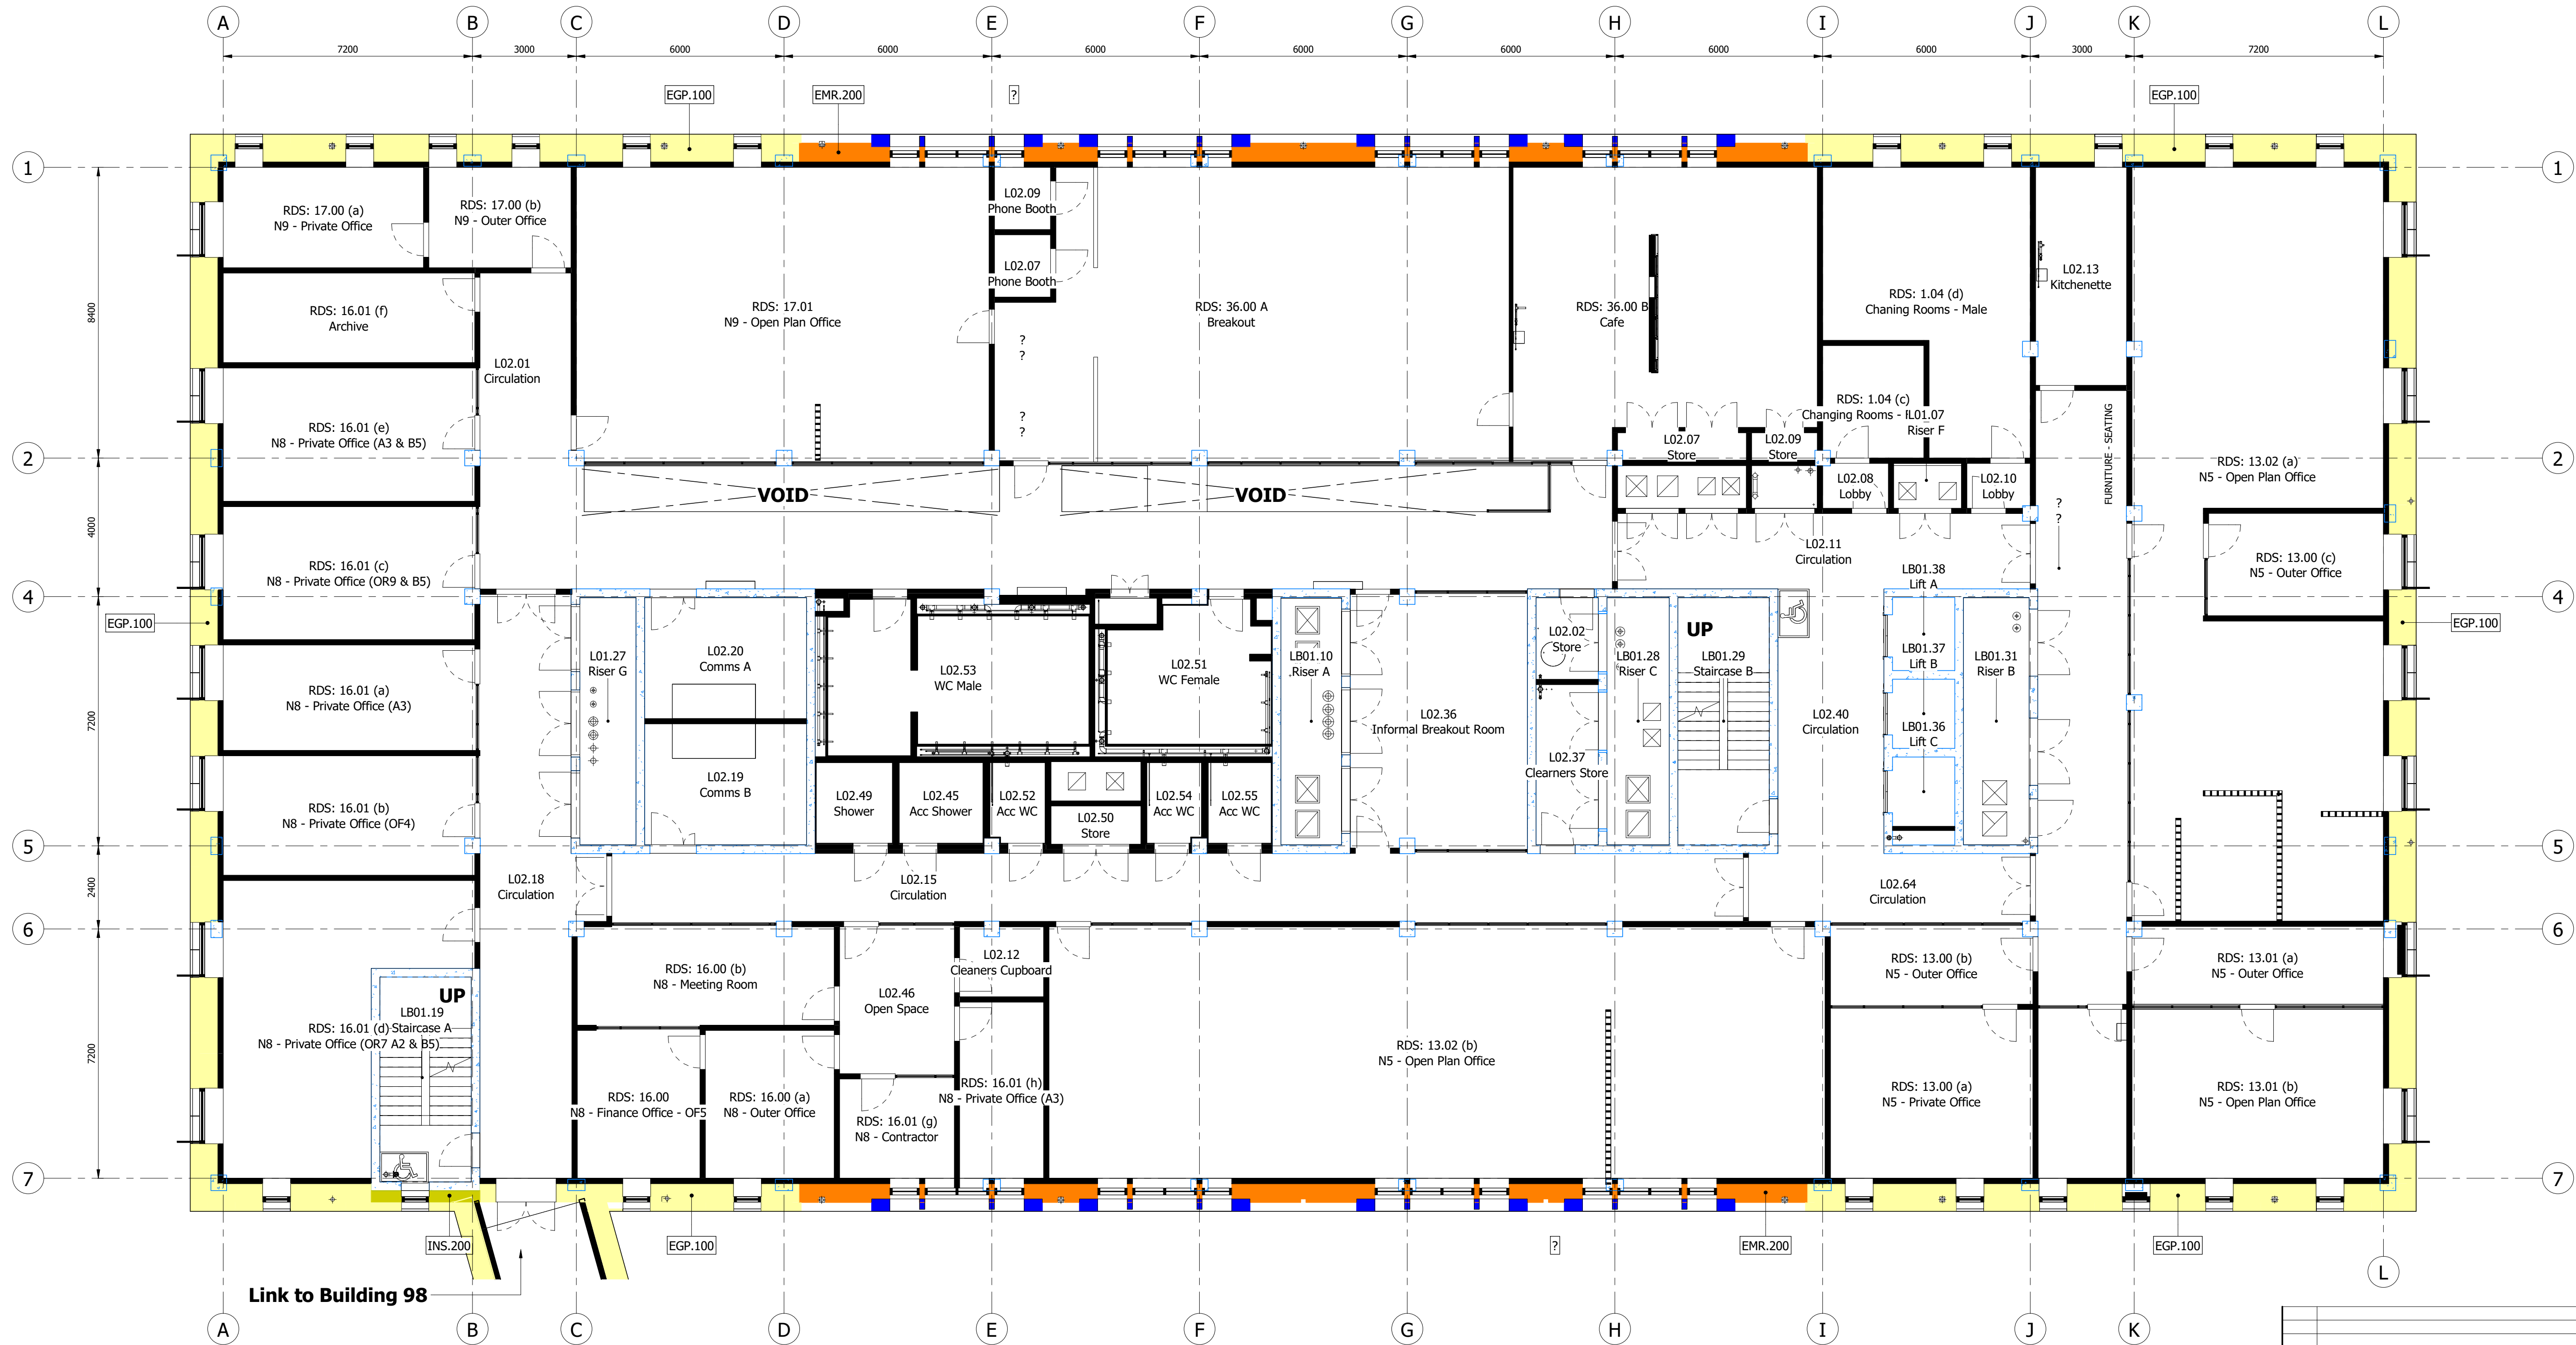 A B C D E F G H I J K L
7200 3000 6000 6000 6000 6000 6000 6000 6000 3000 7200
EGP.100
EMR.200
?
EGP.100
1
1
RDS: 17.00 (a)
N9 - Private Office
RDS: 17.00 (b)
N9 - Outer Office
L02.09
Phone Booth
L02.07
Phone Booth
RDS: 17.01
N9 - Open Plan Office
RDS: 36.00 A
Breakout
RDS: 36.00 B
Cafe
RDS: 1.04 (d)
Chaning Rooms - Male
L02.13
Kitchenette
8400
RDS: 16.01 (f)
Archive
L02.01
Circulation
?
?
?
?
RDS: 16.01 (e)
N8 - Private Office (A3 & B5)
RDS: 1.04 (c)
Changing Rooms -
L01.07
Riser F
FURNITURE - SEATING
L02.07
Store
L02.09
Store
2
2
RDS: 13.02 (a)
N5 - Open Plan Office
VOID
VOID
L02.08
Lobby
L02.10
Lobby
?
?
4000
RDS: 16.01 (c)
N8 - Private Office (OR9 & B5)
L02.11
Circulation
RDS: 13.00 (c)
N5 - Outer Office
LB01.38
Lift A
4
4
EGP.100
EGP.100
L01.27
Riser G
L02.20
Comms A
L02.53
WC Male
L02.51
WC Female
LB01.10
Riser A
L02.02
Store
LB01.28
Riser C
UP
LB01.29
Staircase B
LB01.37
Lift B
LB01.31
Riser B
RDS: 16.01 (a)
N8 - Private Office (A3)
7200
L02.36
Informal Breakout Room
L02.40
Circulation
LB01.36
Lift C
L02.19
Comms B
L02.37
Clearners Store
RDS: 16.01 (b)
N8 - Private Office (OF4)
L02.49
Shower
L02.45
Acc Shower
L02.52
Acc WC
L02.50
Store
L02.54
Acc WC
L02.55
Acc WC
5
5
2400
L02.18
Circulation
L02.15
Circulation
L02.64
Circulation
6
6
RDS: 16.00 (b)
N8 - Meeting Room
L02.12
Cleaners Cupboard
L02.46
Open Space
RDS: 13.00 (b)
N5 - Outer Office
RDS: 13.01 (a)
N5 - Outer Office
UP
LB01.19
Staircase A
RDS: 16.01 (d)
N8 - Private Office (OR7 A2 & B5)
7200
RDS: 13.02 (b)
N5 - Open Plan Office
RDS: 16.00
N8 - Finance Office - OF5
RDS: 16.00 (a)
N8 - Outer Office
RDS: 16.01 (h)
N8 - Private Office (A3)
RDS: 16.01 (g)
N8 - Contractor
RDS: 13.00 (a)
N5 - Private Office
RDS: 13.01 (b)
N5 - Open Plan Office
7
7
INS.200
EGP.100
?
EMR.200
EGP.100
L
Link to Building 98
A B C D E F G H I J K